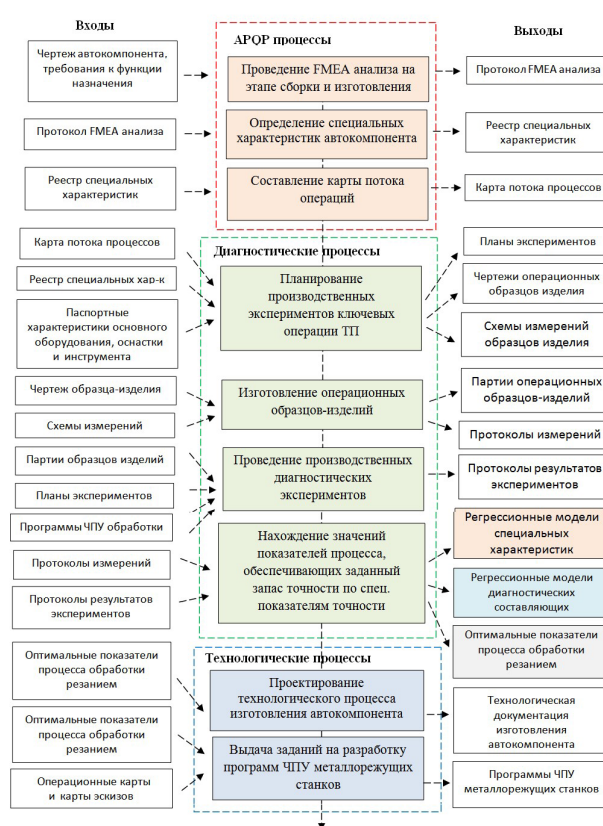 Входы
APQP процессы
Выходы
Чертеж автокомпонента,
требования к функции
назначения
Проведение FMEA анализа на
этапе сборки и изготовления
Протокол FMEA анализа
Протокол FMEA анализа
Определение специальных
характеристик автокомпонента
Реестр специальных
характеристик
Реестр специальных
характеристик
Составление карты потока
операций
Карта потока процессов
Диагностические процессы
Карта потока процессов
Реестр специальных хар-к
Паспортные
характеристики основного
оборудования, оснастки
и инструмента
Планирование
производственных
экспериментов ключевых
операции ТП
Планы экспериментов
Чертежи операционных
образцов изделия
Схемы измерений
образцов изделия
Чертеж образца-изделия
Схемы измерений
Изготовление операционных
образцов-изделий
Партии операционных
образцов-изделий
Протоколы измерений
Партии образцов изделий
Планы экспериментов
Программы ЧПУ обработки
Проведение производственных
диагностических
экспериментов
Протоколы результатов
экспериментов
Протоколы измерений
Протоколы результатов
экспериментов
Нахождение значений
показателей процесса,
обеспечивающих заданный
запас точности по спец.
показателям точности
Регрессионные модели
специальных
характеристик
Регрессионные модели
диагностических
составляющих
Оптимальные показатели
процесса обработки
резанием
Технологические процессы
Оптимальные показатели
процесса обработки
резанием
Проектирование
технологического процесса
изготовления автокомпонента
Технологическая
документация
изготовления
автокомпонента
Оптимальные показатели
процесса обработки
резанием
Операционные карты
и карты эскизов
Выдача заданий на разработку
программ ЧПУ металлорежущих
станков
Программы ЧПУ
металлорежущих станков